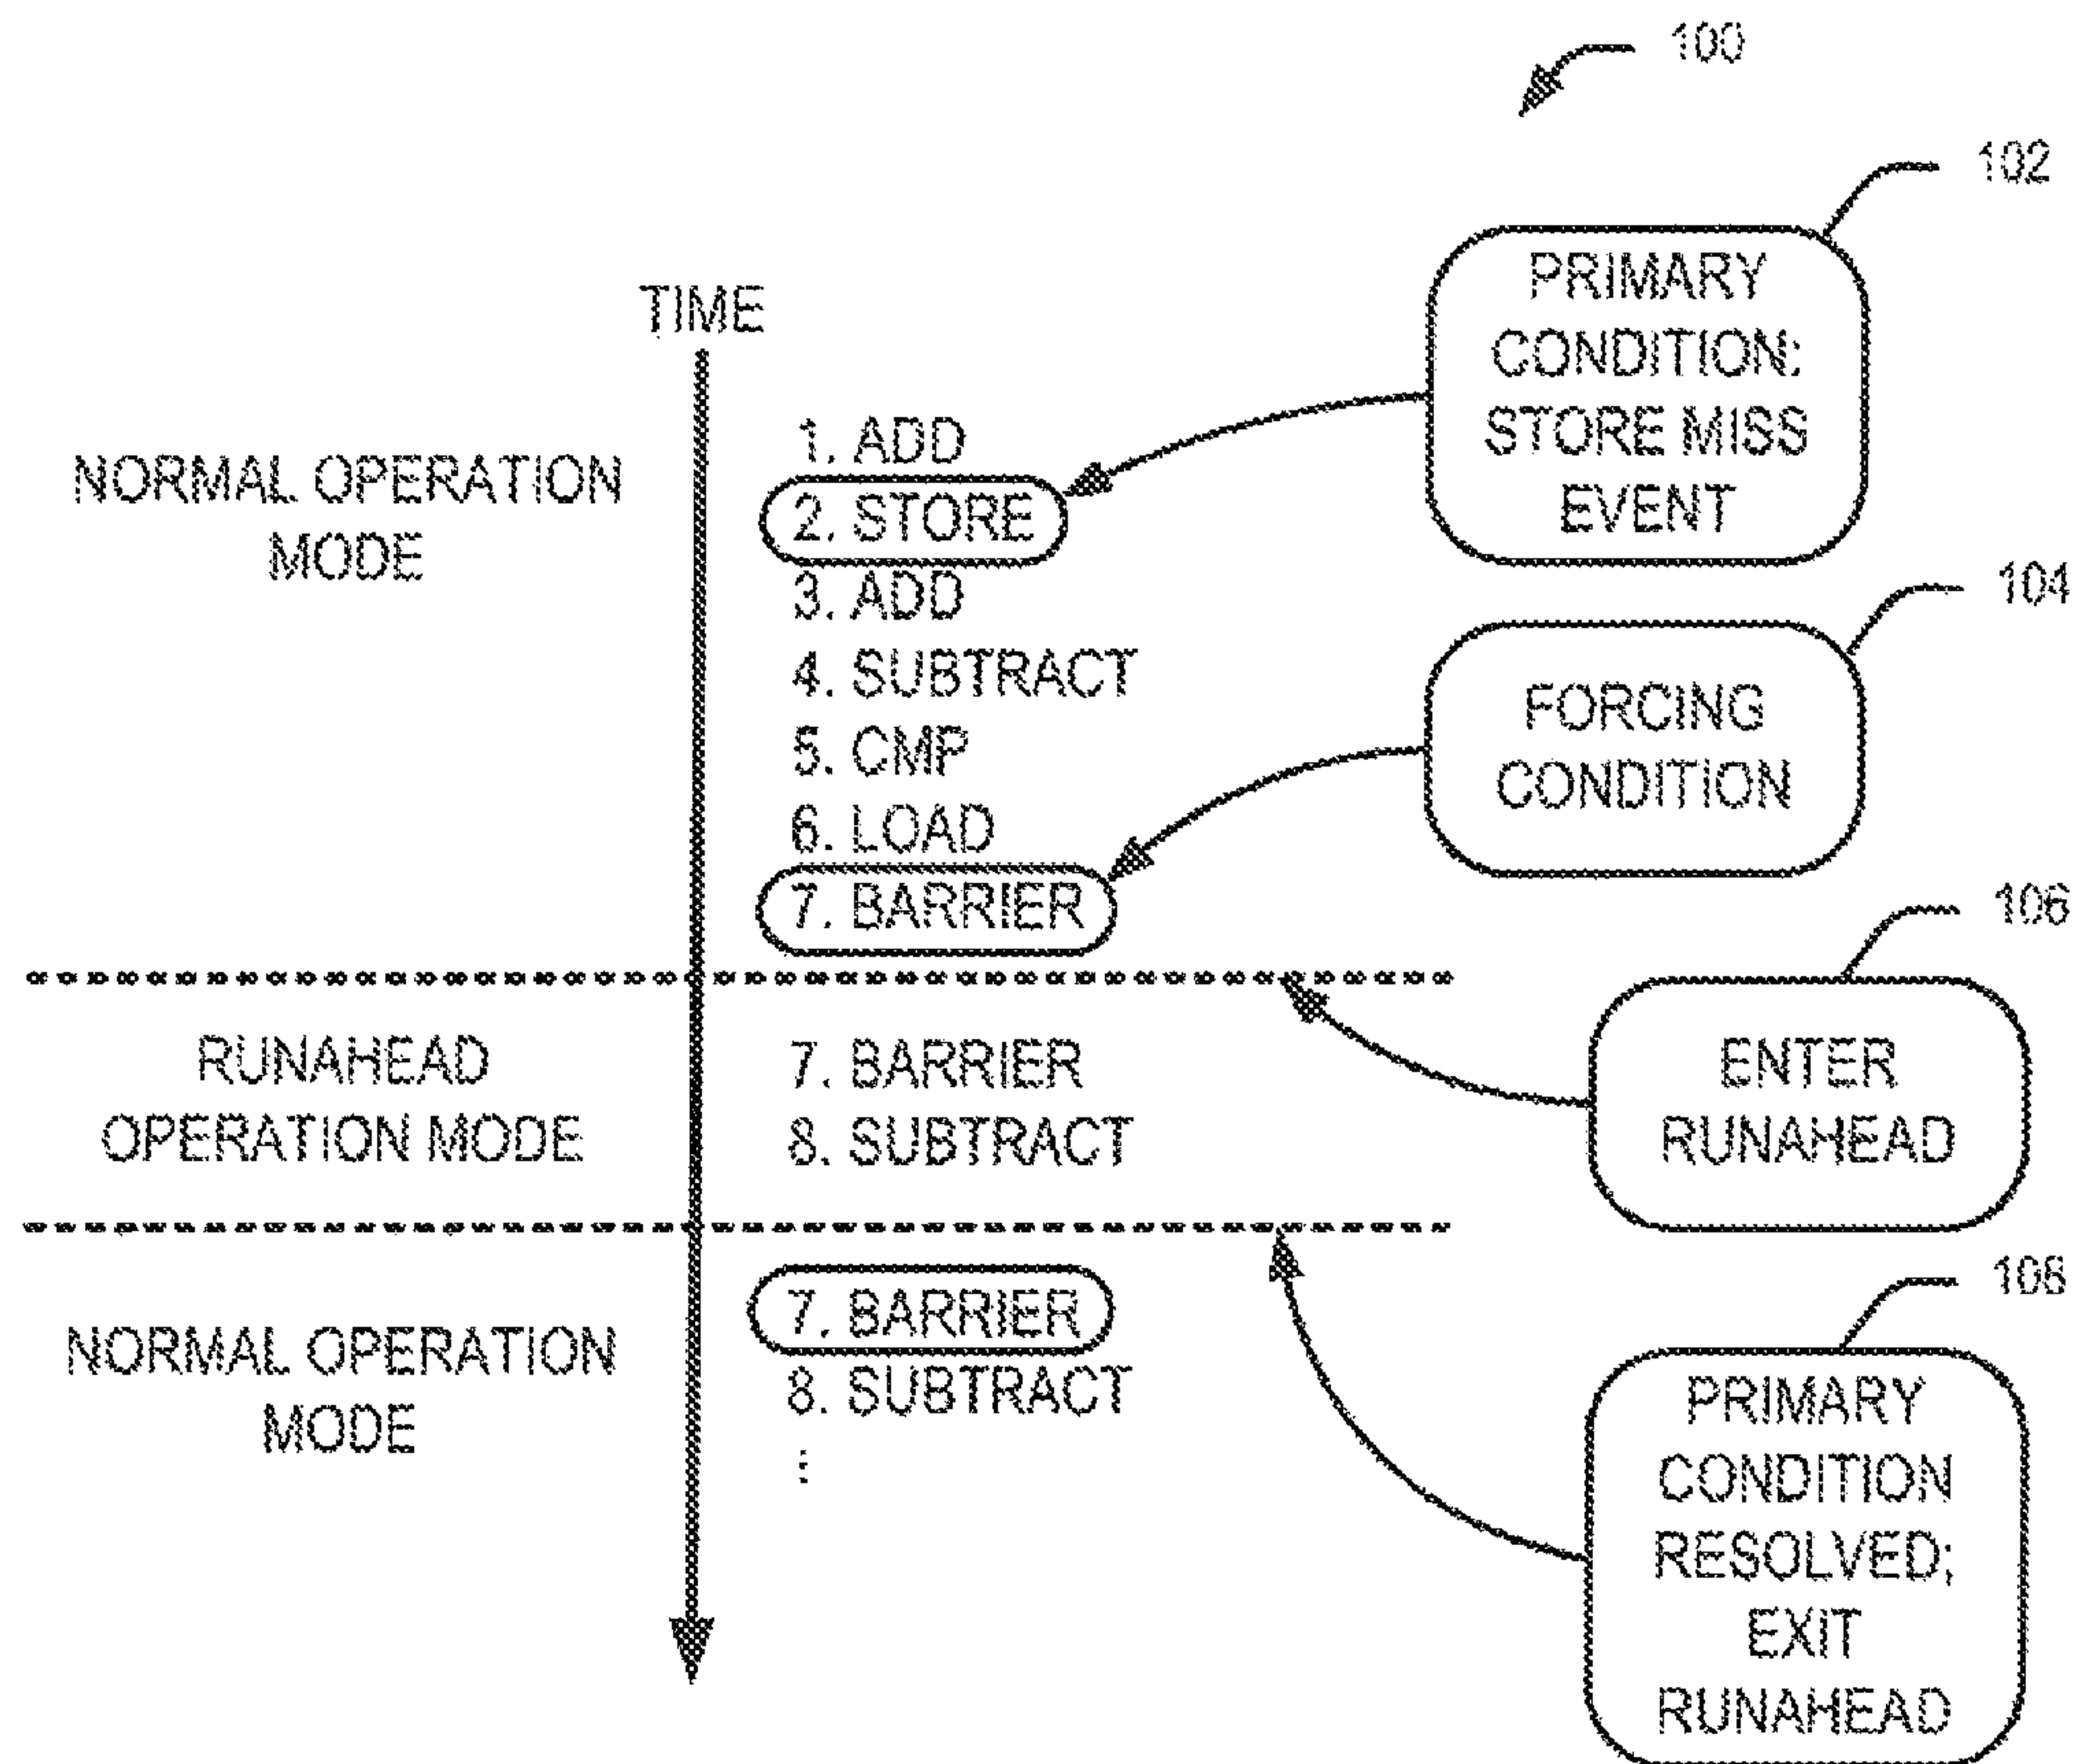 100
102
PRIMARY
CONDITION:
STORE MISS
EVENT
TIME
NORMAL OPERATION
MODE
1. ADD
2. STORE
3. ADD
4. SUBTRACT
5. CMP
6. LOAD
7. BARRIER
104
FORCING
CONDITION
106
ENTER
RUNAHEAD
RUNAHEAD
OPERATION MODE
7. BARRIER
8. SUBTRACT
108
PRIMARY
CONDITION
RESOLVED;
EXIT
RUNAHEAD
NORMAL OPERATION
MODE
7. BARRIER
8. SUBTRACT
⋮